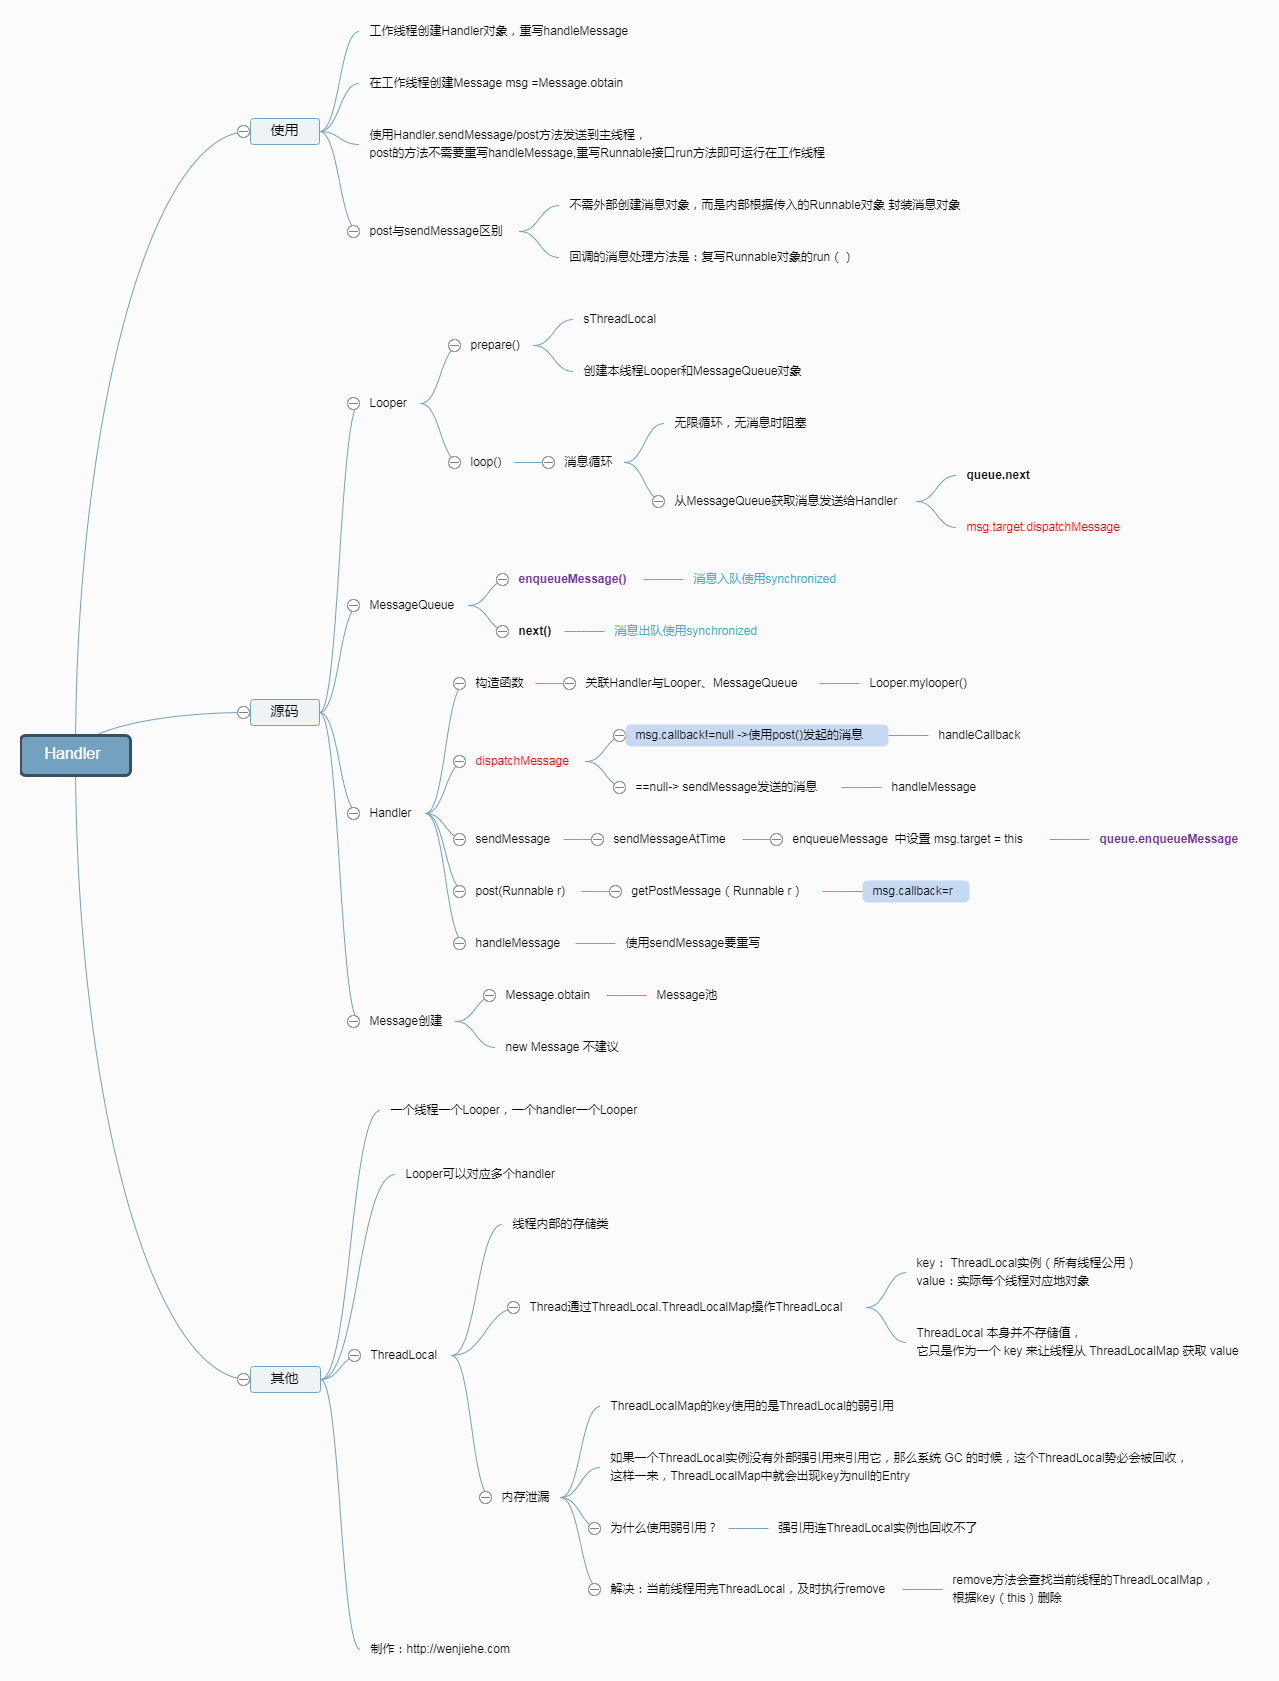 工作线程创建Handler对象，重写handleMessage
在工作线程创建Message msg =Message.obtain
使用
使用Handler.sendMessage/post方法发送到主线程，
post的方法不需要重写handleMessage,重写Runnable接口run方法即可运行在工作线程
post与sendMessage区别
不需外部创建消息对象，而是内部根据传入的Runnable对象 封装消息对象
回调的消息处理方法是：复写Runnable对象的run（ ）
Looper
prepare()
sThreadLocal
创建本线程Looper和MessageQueue对象
loop()
消息循环
无限循环，无消息时阻塞
从MessageQueue获取消息发送给Handler
queue.next
msg.target.dispatchMessage
MessageQueue
enqueueMessage()
消息入队使用synchronized
next()
消息出队使用synchronized
源码
Handler
Handler
构造函数
关联Handler与Looper、MessageQueue
Looper.mylooper()
dispatchMessage
msg.callback!=null ->使用post()发起的消息
handleCallback
==null-> sendMessage发送的消息
handleMessage
sendMessage
sendMessageAtTime
enqueueMessage 中设置 msg.target = this
queue.enqueueMessage
post(Runnable r)
getPostMessage（Runnable r）
msg.callback=r
handleMessage
使用sendMessage要重写
Message创建
Message.obtain
Message池
new Message 不建议
其他
一个线程一个Looper，一个handler一个Looper
Looper可以对应多个handler
ThreadLocal
线程内部的存储类
Thread通过ThreadLocal.ThreadLocalMap操作ThreadLocal
key： ThreadLocal实例（所有线程公用）
value：实际每个线程对应地对象
ThreadLocal 本身并不存储值，
它只是作为一个 key 来让线程从 ThreadLocalMap 获取 value
内存泄漏
ThreadLocalMap的key使用的是ThreadLocal的弱引用
如果一个ThreadLocal实例没有外部强引用来引用它，那么系统 GC 的时候，这个ThreadLocal势必会被回收，
这样一来，ThreadLocalMap中就会出现key为null的Entry
为什么使用弱引用？
强引用连ThreadLocal实例也回收不了
解决：当前线程用完ThreadLocal，及时执行remove
remove方法会查找当前线程的ThreadLocalMap，
根据key（this）删除
制作：http://wenjiehe.com